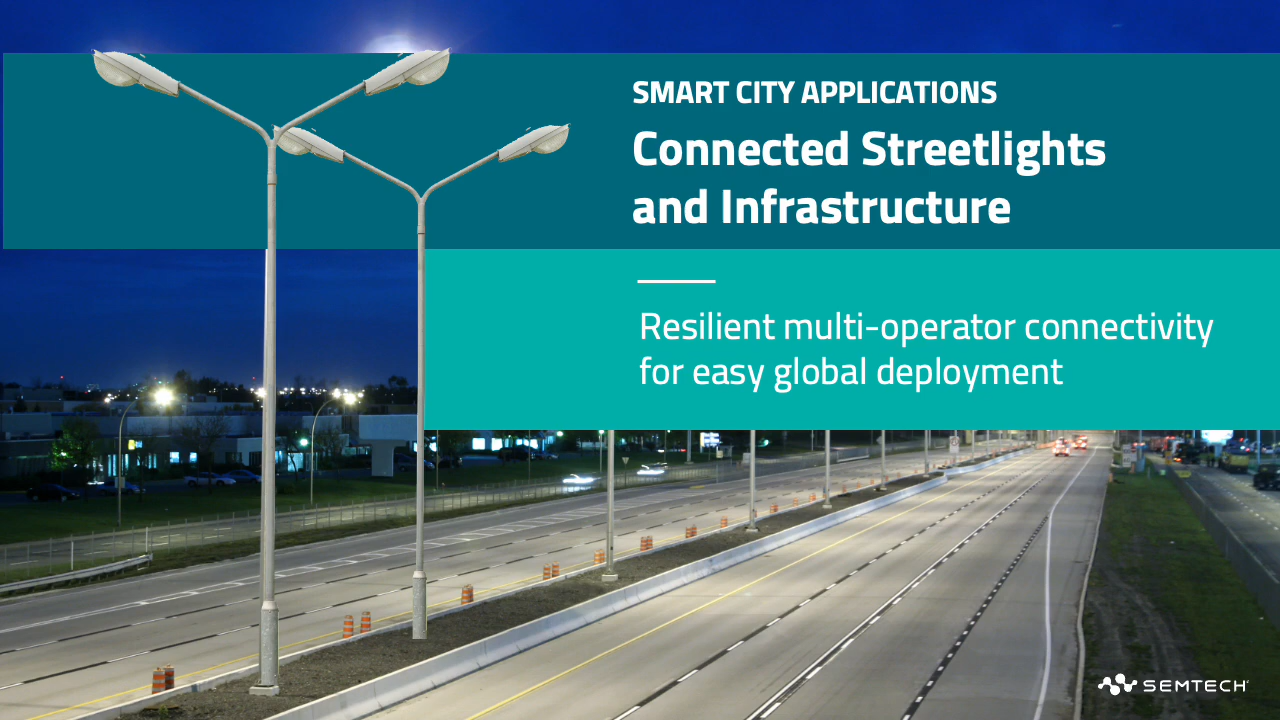 SMART CITY APPLICATIONS
Connected Streetlights
and Infrastructure
Resilient multi-operator connectivity
for easy global deployment
SEMTECH